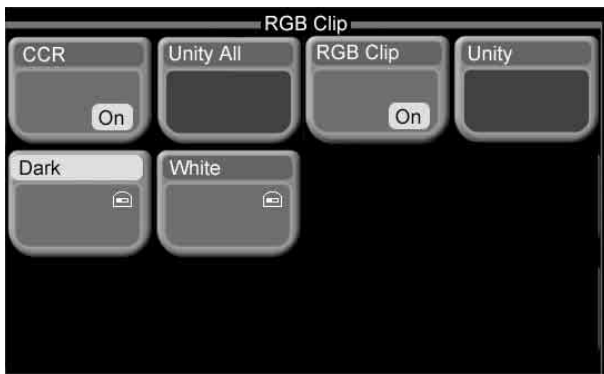 RGB Clip
CCR
Unity All
RGB Clip
Unity
On
On
Dark
White